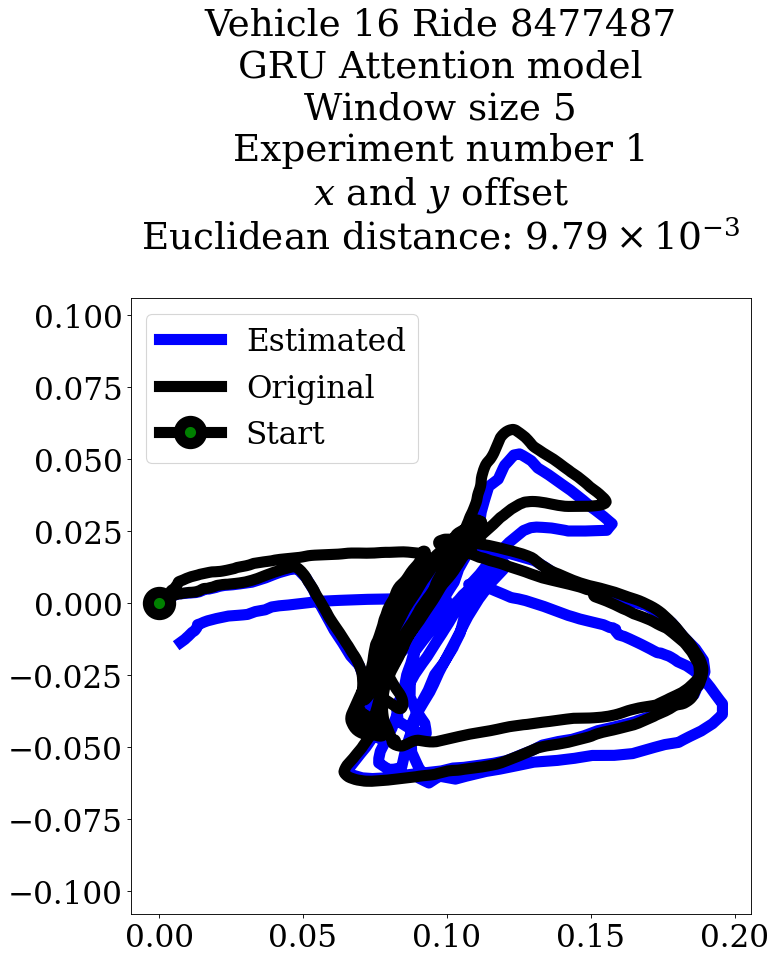 Vehicle 16 Ride 8477487
GRU Attention model
Window size 5
Experiment number 1
x and y offset
Euclidean distance: 9.79 × 10⁻³
Estimated
Original
Start
0.100
0.075
0.050
0.025
0.000
−0.025
−0.050
−0.075
−0.100
0.00 0.05 0.10 0.15 0.20